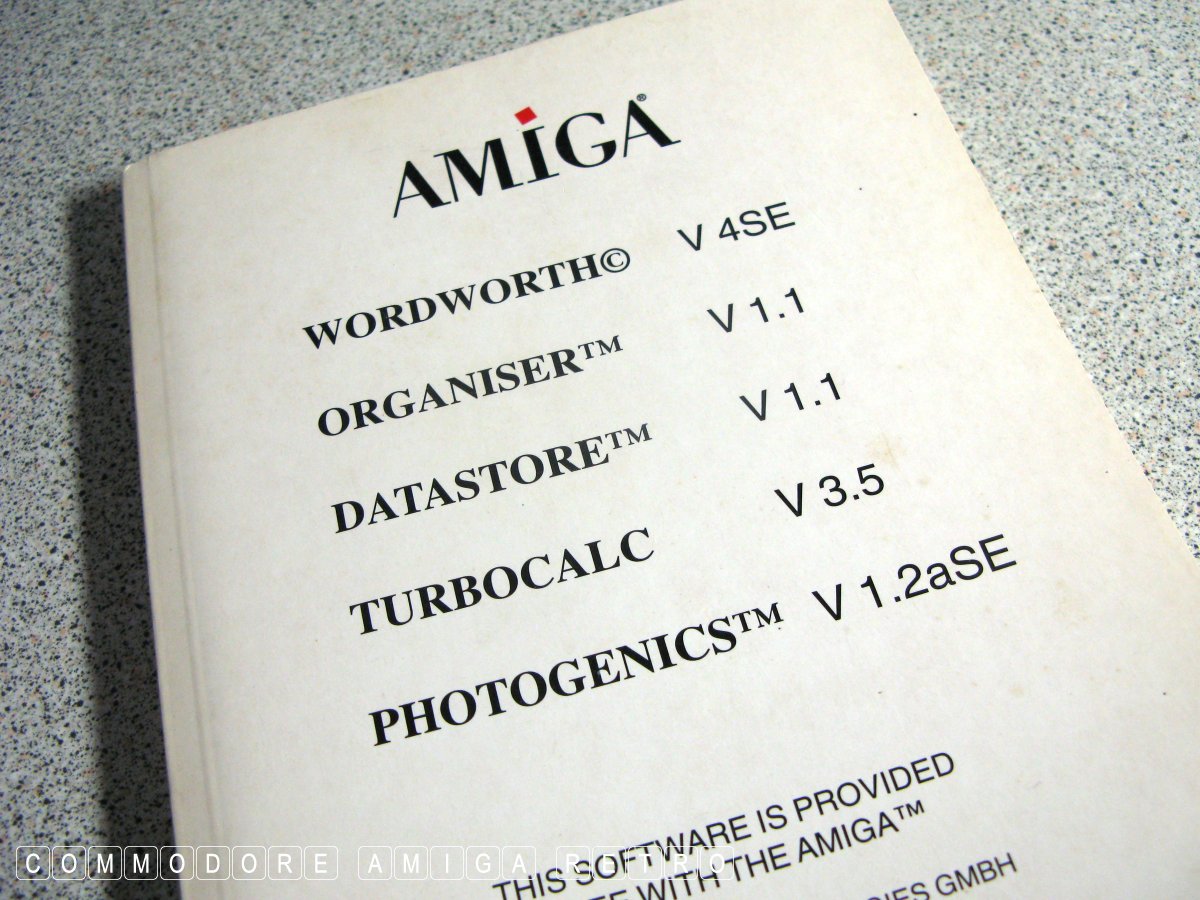 AMIGA®
WORDWORTH© V 4SE
ORGANISER™ V 1.1
DATASTORE™ V 1.1
TURBOCALC V 3.5
PHOTOGENICS™ V 1.2aSE
THIS SOFTWARE IS PROVIDED
WITH THE AMIGA™
GMBH
COMMODORE AMIGA RETRO